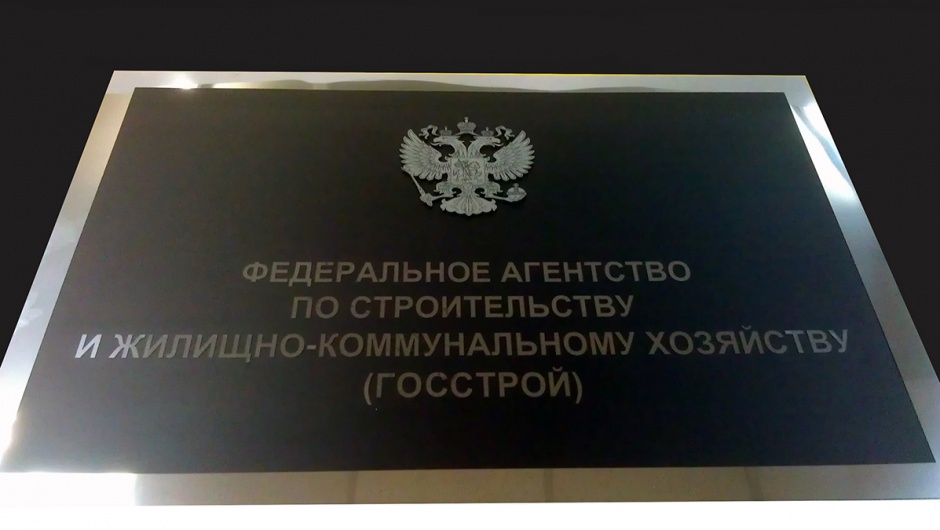 ФЕДЕРАЛЬНОЕ АГЕНТСТВО
ПО СТРОИТЕЛЬСТВУ
И ЖИЛИЩНО-КОММУНАЛЬНОМУ ХОЗЯЙСТВУ
(ГОССТРОЙ)